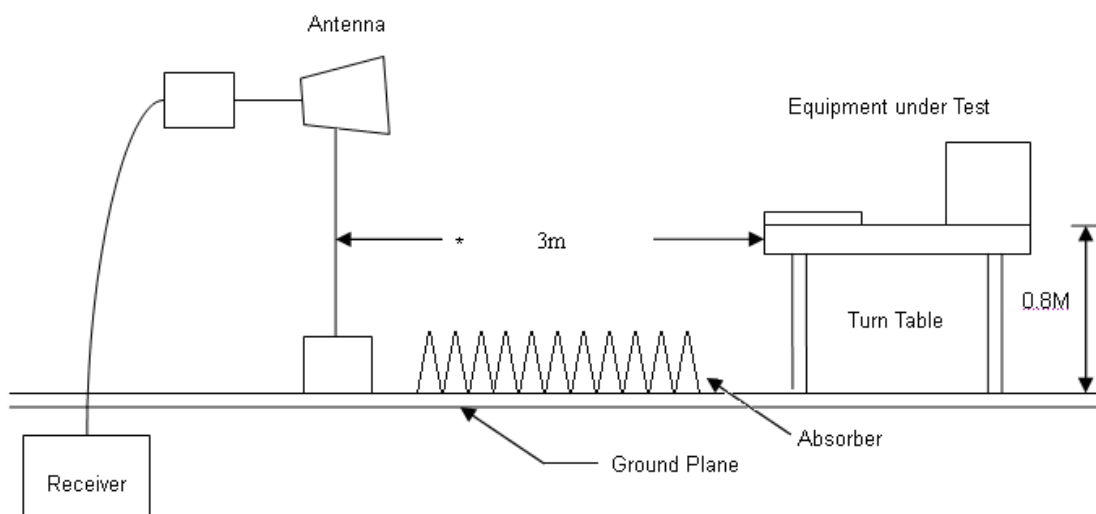 Antenna
Equipment under Test
* 3m
0.8M
Turn Table
Absorber
Ground Plane
Receiver